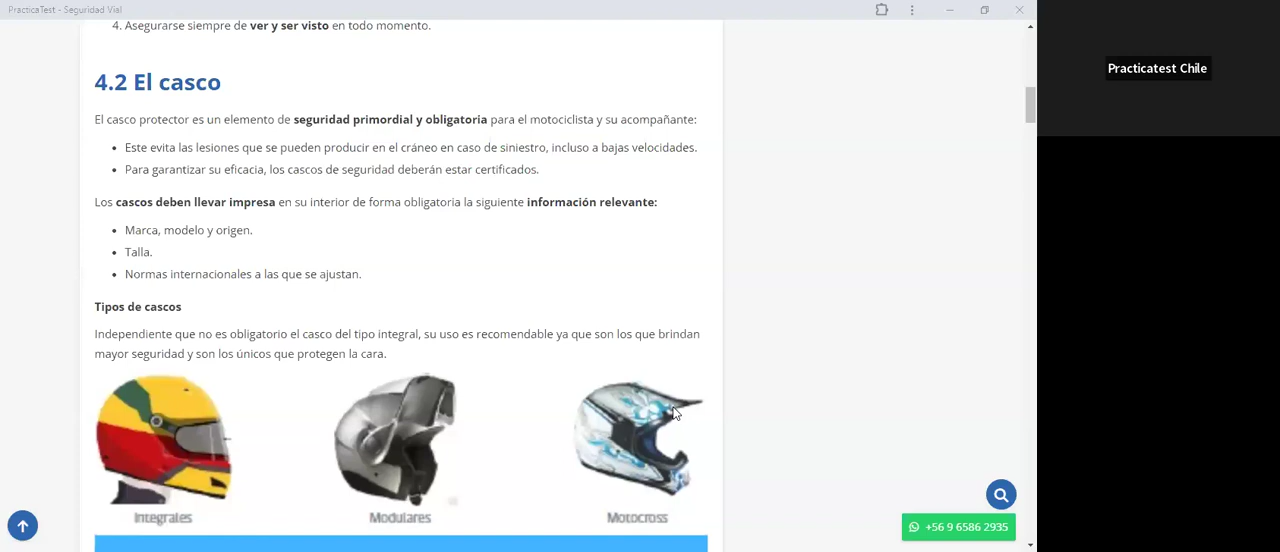 PracticaTest - Seguridad Vial
4. Asegurarse siempre de ver y ser visto en todo momento.
Practicatest Chile
4.2 El casco
El casco protector es un elemento de seguridad primordial y obligatoria para el motociclista y su acompañante:
• Este evita las lesiones que se pueden producir en el cráneo en caso de siniestro, incluso a bajas velocidades.
• Para garantizar su eficacia, los cascos de seguridad deberán estar certificados.
Los cascos deben llevar impresa en su interior de forma obligatoria la siguiente información relevante:
• Marca, modelo y origen.
• Talla.
• Normas internacionales a las que se ajustan.
Tipos de cascos
Independiente que no es obligatorio el casco del tipo integral, su uso es recomendable ya que son los que brindan
mayor seguridad y son los únicos que protegen la cara.
Integrales
Modulares
Motocross
+56 9 6586 2935